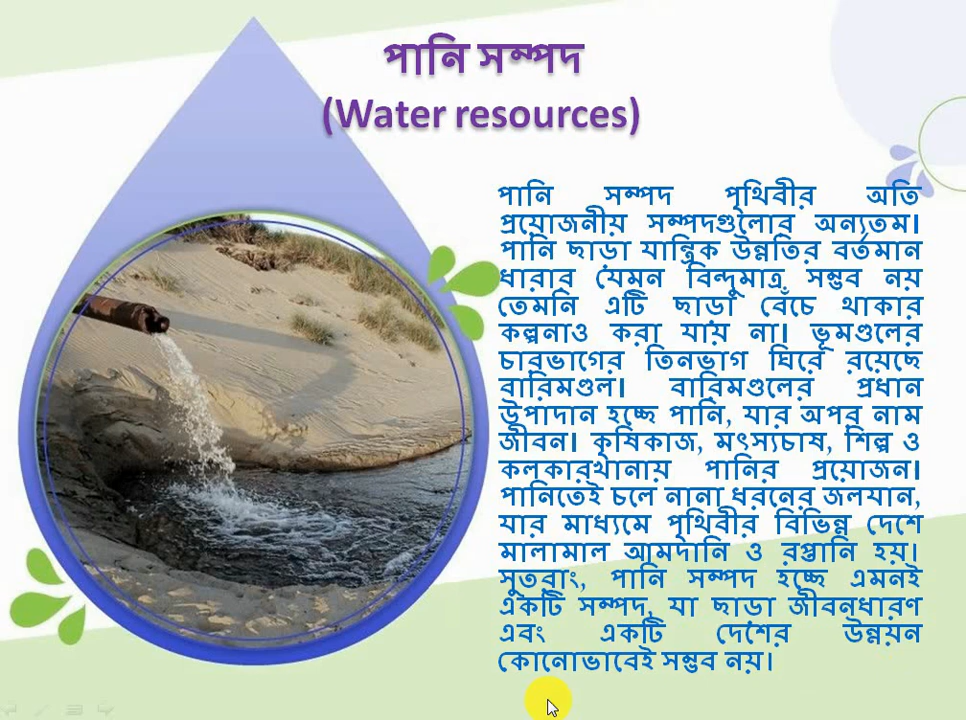 পানি সম্পদ
(Water resources)
পানি সম্পদ পৃথিবীর অতি
প্রয়োজনীয় সম্পদগুলোর অন্যতম।
পানি ছাড়া যান্ত্রিক উন্নতির বর্তমান
ধারার যেমন বিন্দুমাত্র সম্ভব নয়
তেমনি এটি ছাড়া বেঁচে থাকার
কল্পনাও করা যায় না। ভূমণ্ডলের
চারভাগের তিনভাগ ঘিরে রয়েছে
বারিমণ্ডল। বারিমণ্ডলের প্রধান
উপাদান হচ্ছে পানি, যার অপর নাম
জীবন। কৃষিকাজ, মৎস্যচাষ, শিল্প ও
কলকারখানায় পানির প্রয়োজন।
পানিতেই চলে নানা ধরনের জলযান,
যার মাধ্যমে পৃথিবীর বিভিন্ন দেশে
মালামাল আমদানি ও রপ্তানি হয়।
সুতরাং, পানি সম্পদ হচ্ছে এমনই
একটি সম্পদ, যা ছাড়া জীবনধারণ
এবং একটি দেশের উন্নয়ন
কোনোভাবেই সম্ভব নয়।